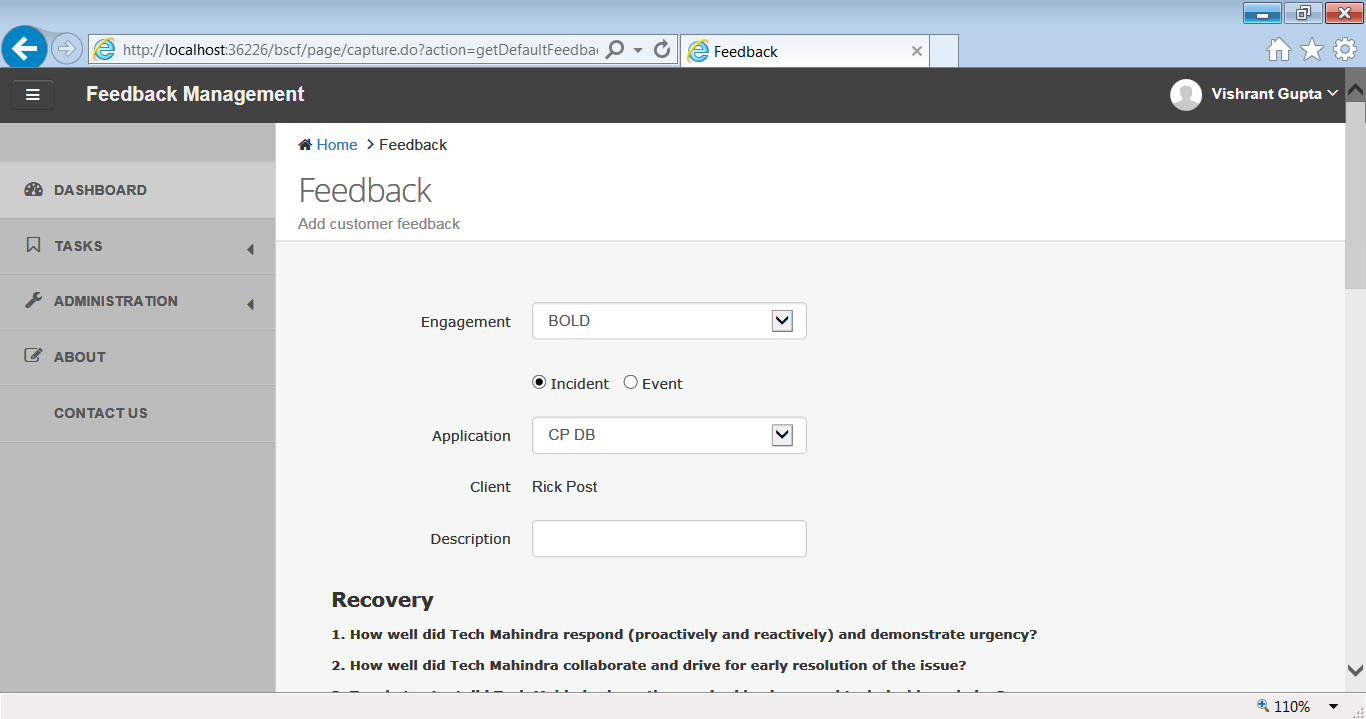 http://localhost:36226/bscf/page/capture.do?action=getDefaultFeedba
Feedback
Feedback Management
Vishrant Gupta
Home > Feedback
DASHBOARD
TASKS
ADMINISTRATION
ABOUT
CONTACT US
Feedback
Add customer feedback
Engagement BOLD
Incident Event
Application CP DB
Client Rick Post
Description
Recovery
1. How well did Tech Mahindra respond (proactively and reactively) and demonstrate urgency?
2. How well did Tech Mahindra collaborate and drive for early resolution of the issue?
110%